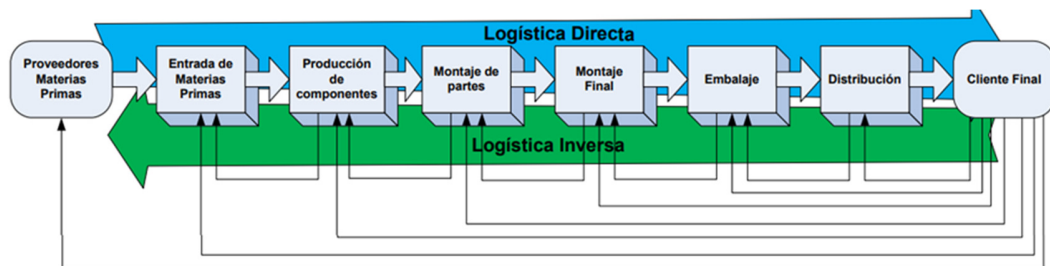 Logística Directa
Proveedores
Materias
Primas
Entrada de
Materias
Primas
Producción
de
componentes
Montaje de
partes
Montaje
Final
Embalaje
Distribución
Cliente Final
Logística Inversa